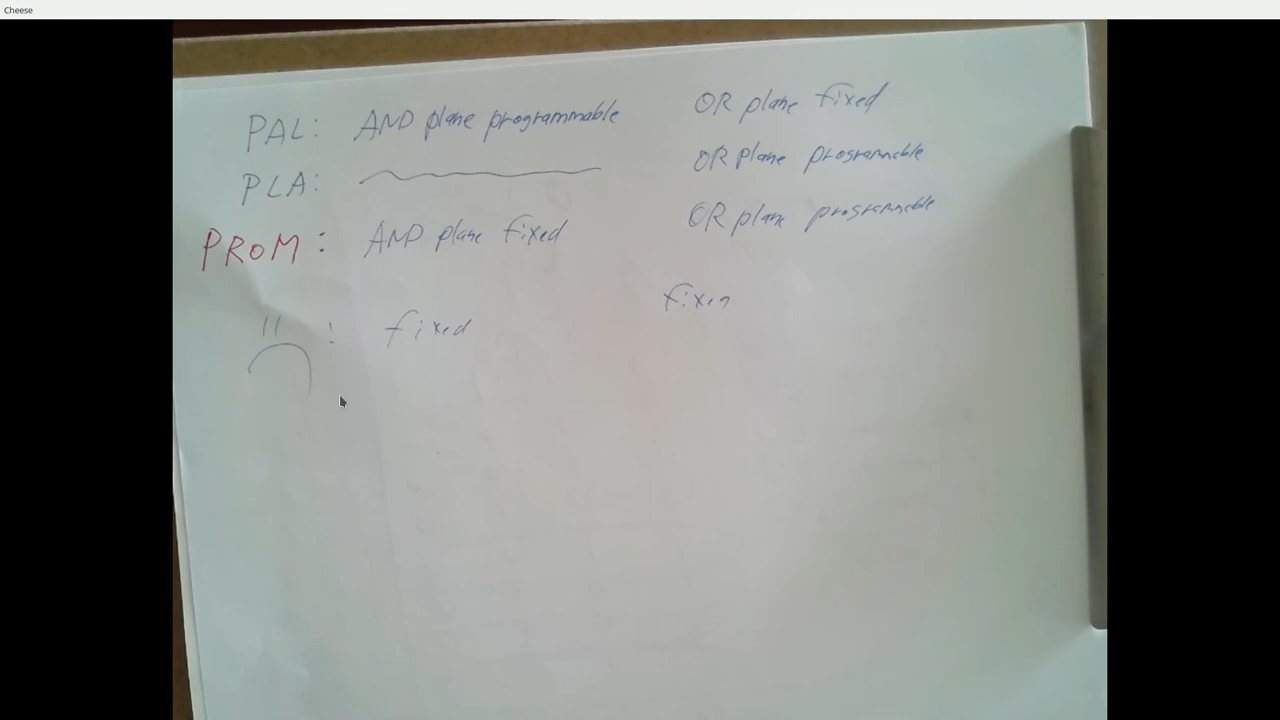 Cheese
PAL: AND plane programmable OR plane fixed
PLA: OR plane programmable
PROM: AND plane fixed OR plane programmable
: fixed fixed